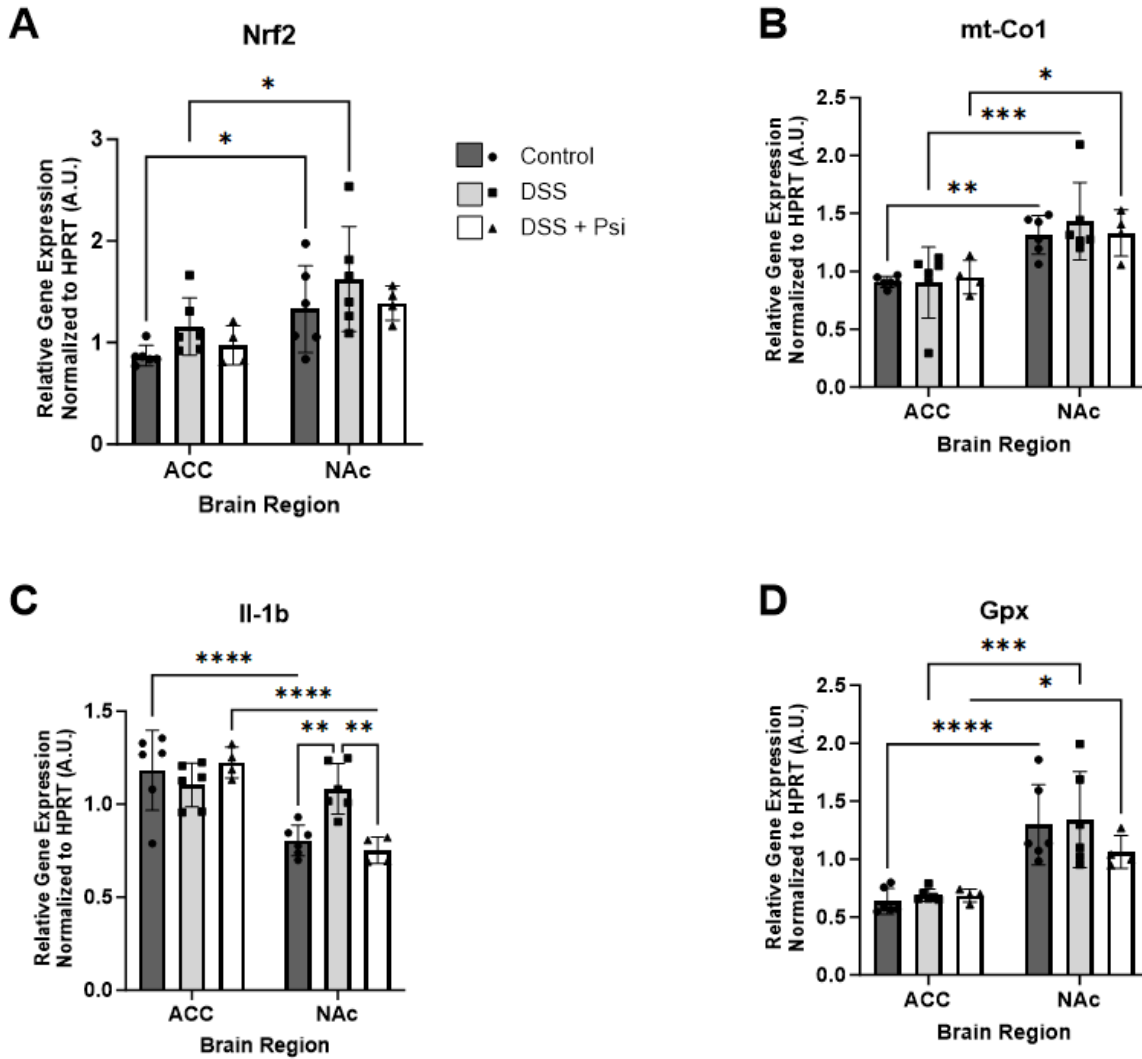 A
Nrf2
*
*
Relative Gene Expression
Normalized to HPRT (A.U.)
3
2
1
0
ACC
NAc
Brain Region
Control
DSS
DSS + Psi
B
mt-Co1
*
***
**
Relative Gene Expression
Normalized to HPRT (A.U.)
2.5
2.0
1.5
1.0
0.5
0.0
ACC
NAc
Brain Region
C
Il-1b
****
****
**
**
Relative Gene Expression
Normalized to HPRT (A.U.)
1.5
1.0
0.5
0.0
ACC
NAc
Brain Region
D
Gpx
***
*
****
Relative Gene Expression
Normalized to HPRT (A.U.)
2.5
2.0
1.5
1.0
0.5
0.0
ACC
NAc
Brain Region